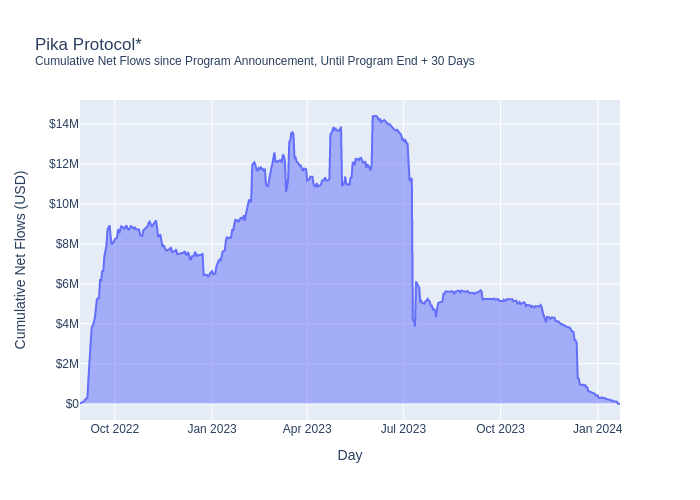 Pika Protocol*
Cumulative Net Flows since Program Announcement, Until Program End + 30 Days
Cumulative Net Flows (USD)
$14M
$12M
$10M
$8M
$6M
$4M
$2M
$0
Oct 2022 Jan 2023 Apr 2023 Jul 2023 Oct 2023 Jan 2024
Day